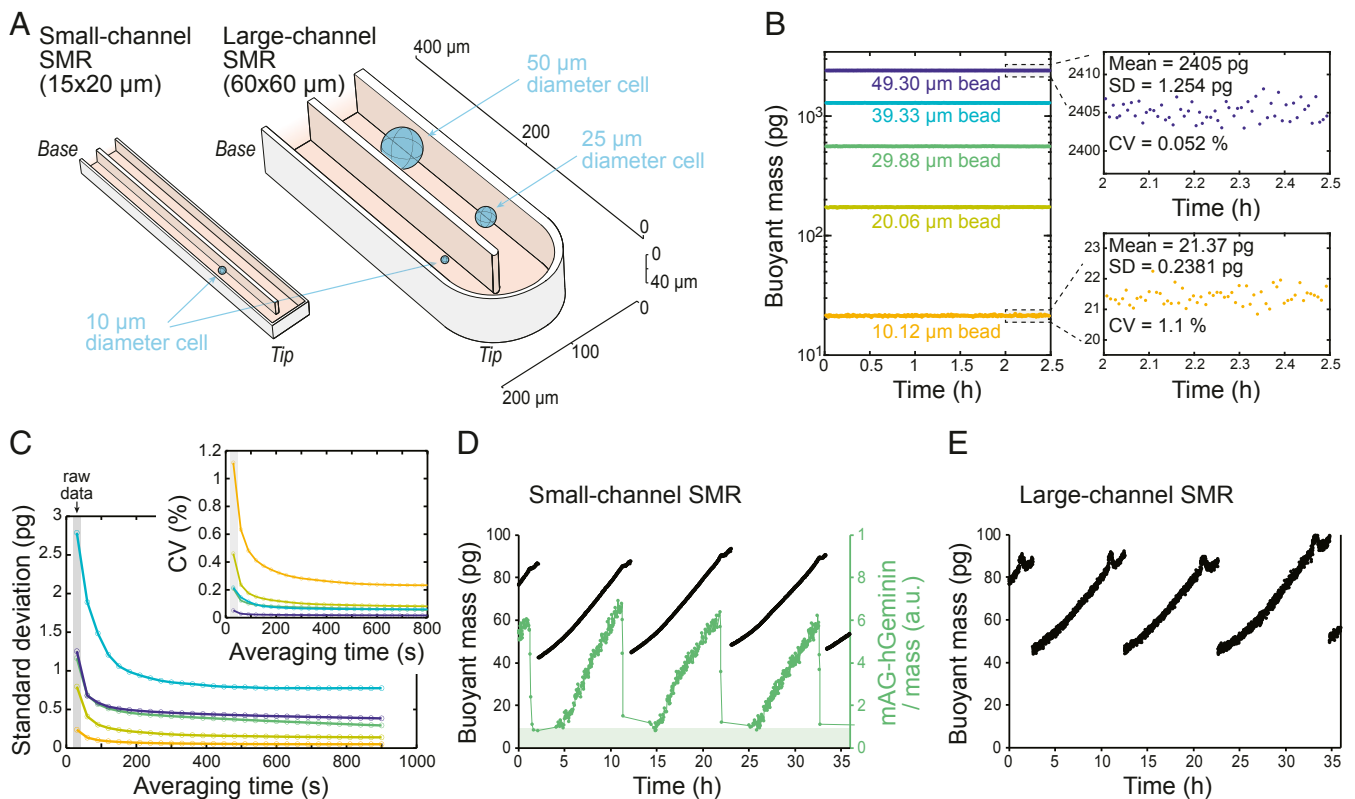 A
Small-channel
SMR
(15x20 µm)
Large-channel
SMR
(60x60 µm)
400 µm
50 µm
diameter cell
200
25 µm
diameter cell
Base
Base
0
0
40 µm
0
10 µm
diameter cell
Tip
Tip
100
200 µm
B
Buoyant mass (pg)
10³
10²
10¹
49.30 µm bead
39.33 µm bead
29.88 µm bead
20.06 µm bead
10.12 µm bead
0 0.5 1 1.5 2 2.5
Time (h)
2410
2405
2400
Mean = 2405 pg
SD = 1.254 pg
CV = 0.052 %
2 2.1 2.2 2.3 2.4 2.5
Time (h)
23
22
21
20
Mean = 21.37 pg
SD = 0.2381 pg
CV = 1.1 %
2 2.1 2.2 2.3 2.4 2.5
Time (h)
C
raw
data
Standard deviation (pg)
3
2.5
2
1.5
1
0.5
0
0 200 400 600 800 1000
Averaging time (s)
CV (%)
1.2
1
0.8
0.6
0.4
0.2
0
0 200 400 600 800
Averaging time (s)
D
Small-channel SMR
Buoyant mass (pg)
100
80
60
40
20
0
0 5 10 15 20 25 30 35
Time (h)
1
8
6
4
2
0
mAG-hGeminin
/ mass (a.u.)
E
Large-channel SMR
Buoyant mass (pg)
100
80
60
40
20
0
0 5 10 15 20 25 30 35
Time (h)